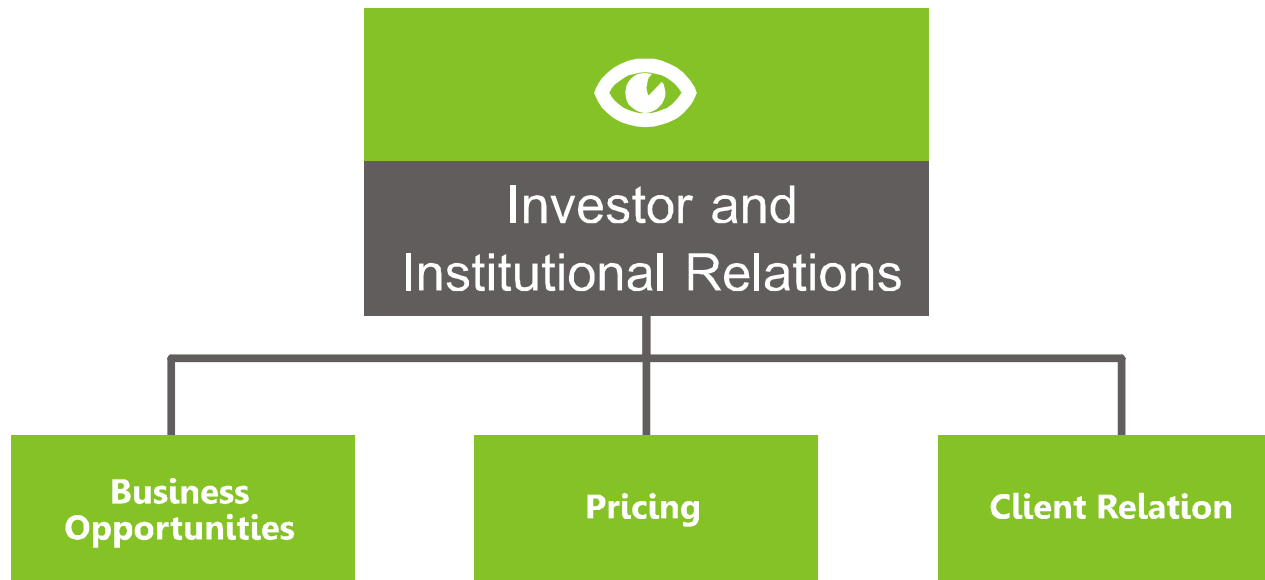 Investor and
Institutional Relations
Business
Opportunities
Pricing
Client Relation